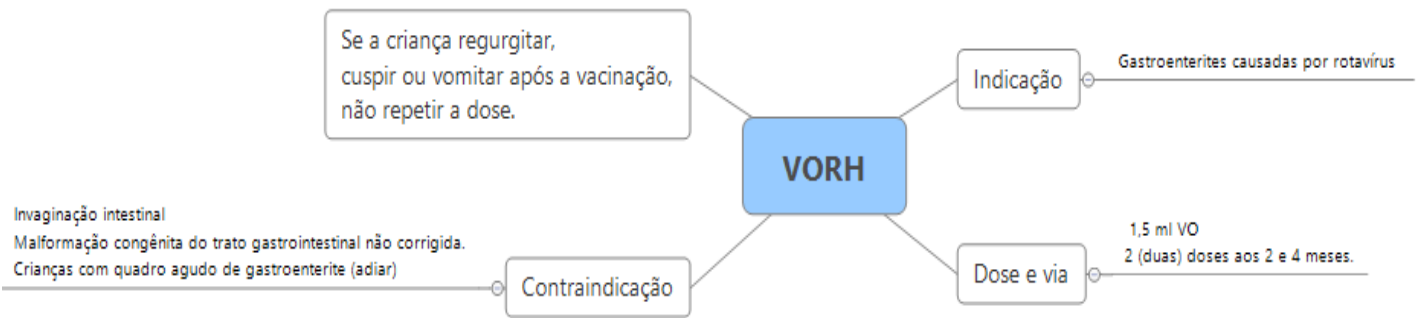 Se a criança regurgitar,
cuspir ou vomitar após a vacinação,
não repetir a dose.
Indicação
Gastroenterites causadas por rotavírus
VORH
Invaginação intestinal
Malformação congênita do trato gastrointestinal não corrigida.
Crianças com quadro agudo de gastroenterite (adiar)
Contraindicação
Dose e via
1,5 ml VO
2 (duas) doses aos 2 e 4 meses.